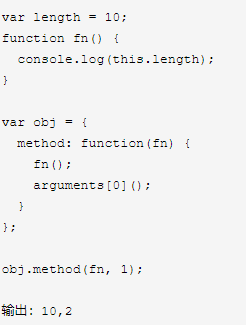 var length = 10;
function fn() {
  console.log(this.length);
}

var obj = {
  method: function(fn) {
    fn();
    arguments[0]();
  }
};

obj.method(fn, 1);

输出: 10,2